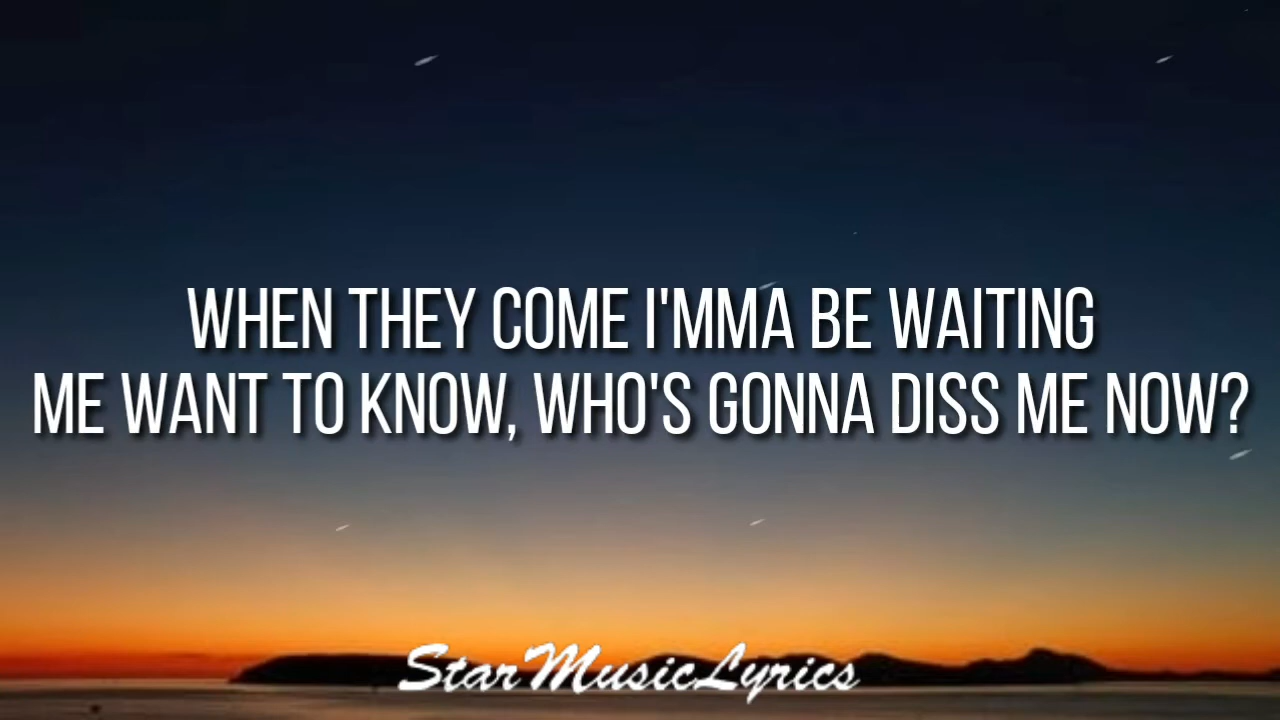 WHEN THEY COME I'MMA BE WAITING
ME WANT TO KNOW, WHO'S GONNA DISS ME NOW?
StarMusicLyrics